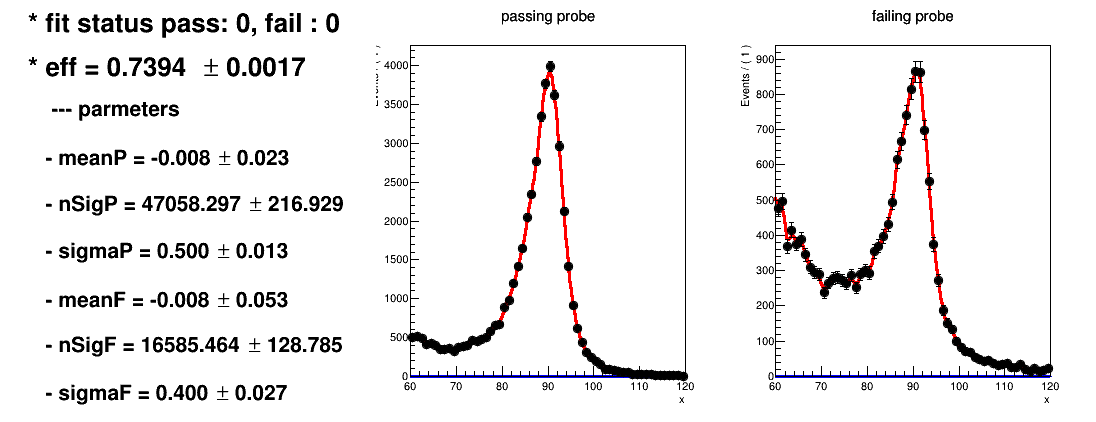 * fit status pass: 0, fail : 0
* eff = 0.7394 ± 0.0017
--- parmeters
- meanP = -0.008 ± 0.023
- nSigP = 47058.297 ± 216.929
- sigmaP = 0.500 ± 0.013
- meanF = -0.008 ± 0.053
- nSigF = 16585.464 ± 128.785
- sigmaF = 0.400 ± 0.027
passing probe
4000
3500
3000
2500
2000
1500
1000
500
0
60 70 80 90 100 110 120
x
failing probe
Events / ( 1 )
900
800
700
600
500
400
300
200
100
0
60 70 80 90 100 110 120
x